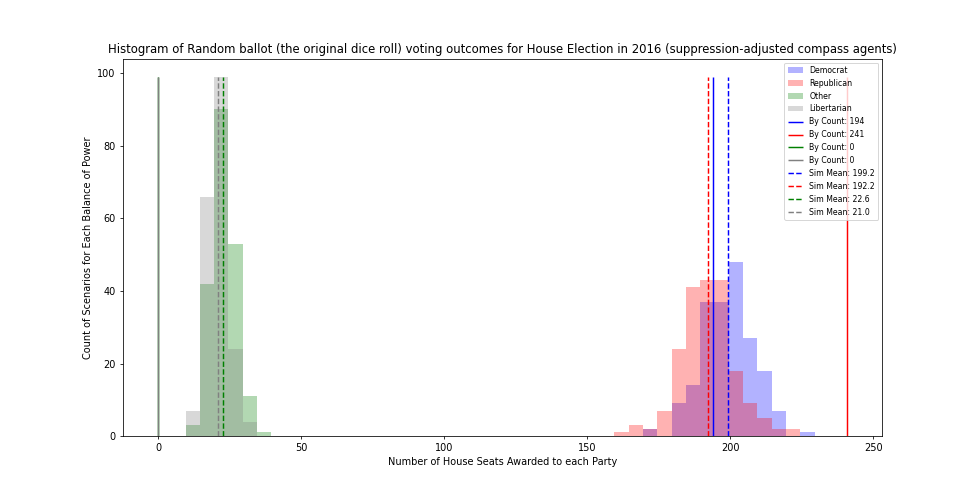 Histogram of Random ballot (the original dice roll) voting outcomes for House Election in 2016 (suppression-adjusted compass agents)
Count of Scenarios for Each Balance of Power
100
80
60
40
20
0
Democrat
Republican
Other
Libertarian
By Count: 194
By Count: 241
By Count: 0
By Count: 0
Sim Mean: 199.2
Sim Mean: 192.2
Sim Mean: 22.6
Sim Mean: 21.0
0
50
100
150
200
250
Number of House Seats Awarded to each Party